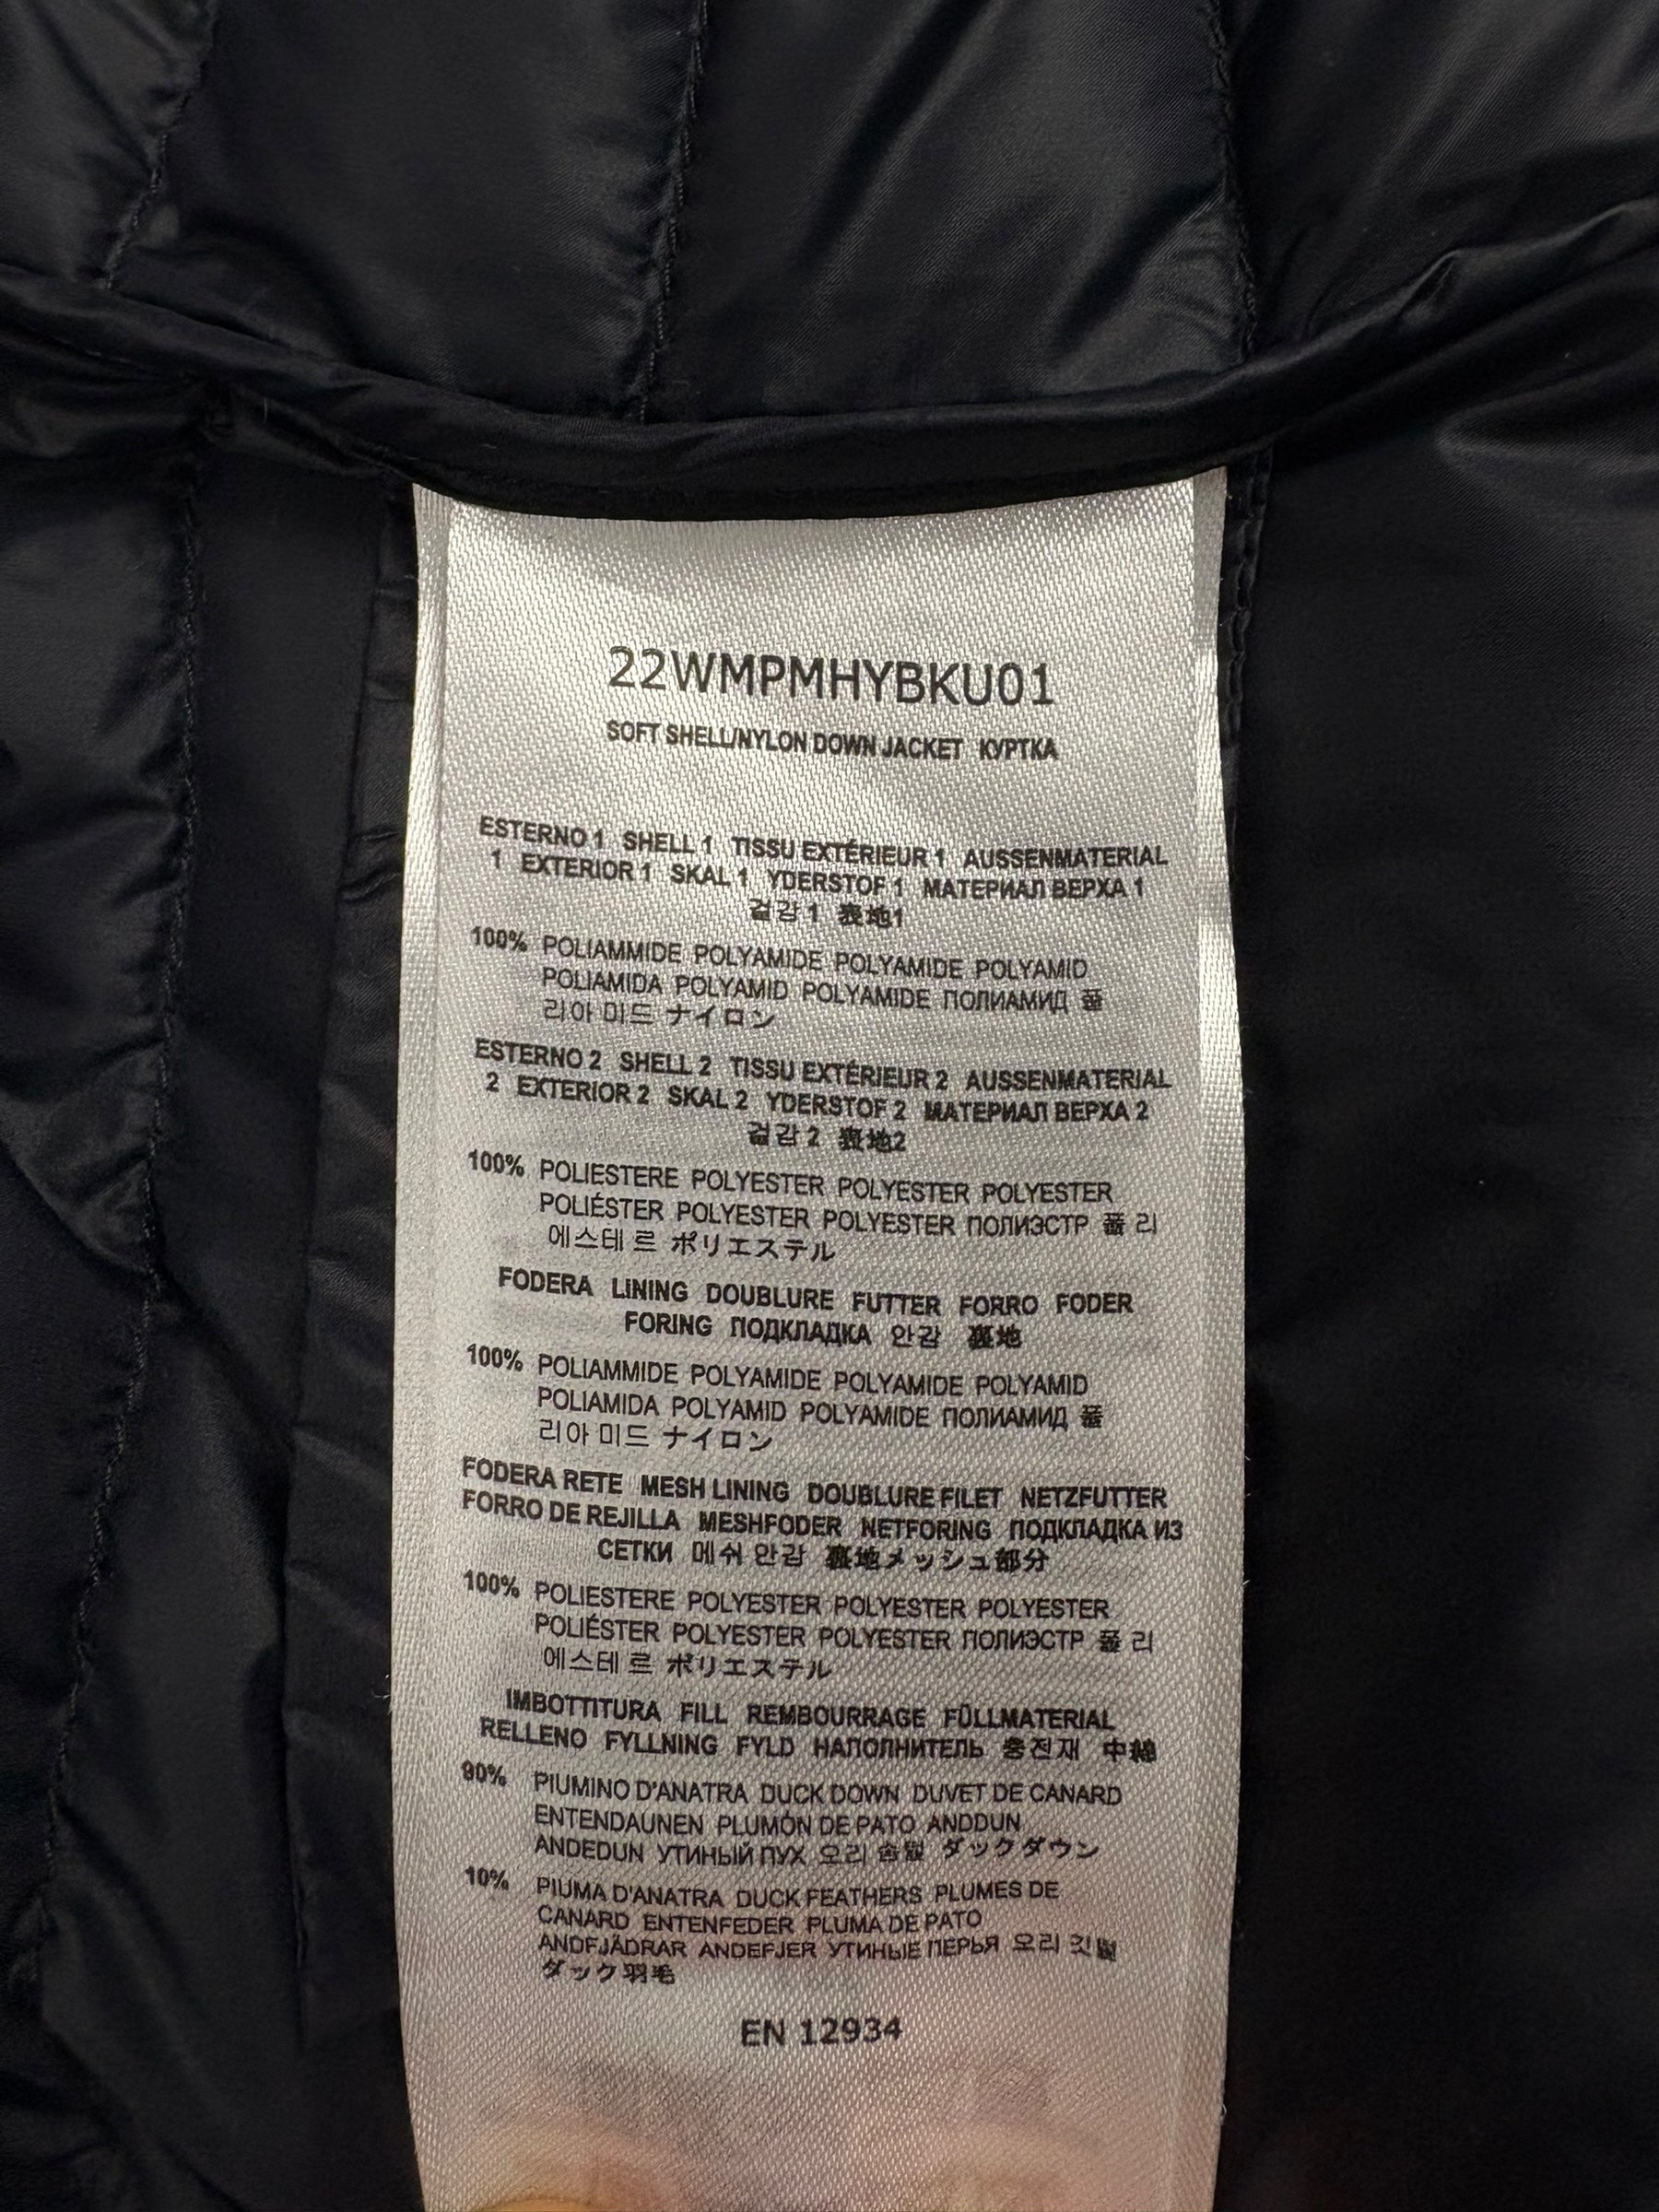 22WMPMHYBKU01
SOFT SHELL/NYLON DOWN JACKET КУРТКА
ESTERNO 1 SHELL 1 TISSU EXTÉRIEUR 1 AUSSENMATERIAL
1 EXTERIOR 1 SKAL 1 YDERSTOF 1 МАТЕРИАЛ ВЕРХА 1
겉감 1 表地1
100% POLIAMMIDE POLYAMIDE POLYAMIDE POLYAMID
POLIAMIDA POLYAMID POLYAMIDE ПОЛИАМИД 폴
리아 미드 ナイロン
ESTERNO 2 SHELL 2 TISSU EXTÉRIEUR 2 AUSSENMATERIAL
2 EXTERIOR 2 SKAL 2 YDERSTOF 2 МАТЕРИАЛ ВЕРХА 2
겉감 2 表地2
100% POLIESTERE POLYESTER POLYESTER POLYESTER
POLIÉSTER POLYESTER POLYESTER ПОЛИЭСТР 폴 리
에스테 르 ポリエステル
FODERA LINING DOUBLURE FUTTER FORRO FODER
FORING ПОДКЛАДКА 안감 裏地
100% POLIAMMIDE POLYAMIDE POLYAMIDE POLYAMID
POLIAMIDA POLYAMID POLYAMIDE ПОЛИАМИД 폴
리아 미드 ナイロン
FODERA RETE MESH LINING DOUBLURE FILET NETZFUTTER
FORRO DE REJILLA MESHFODER NETFORING ПОДКЛАДКА ИЗ
СЕТКИ 메쉬 안감 裏地メッシュ部分
100% POLIESTERE POLYESTER POLYESTER POLYESTER
POLIÉSTER POLYESTER POLYESTER ПОЛИЭСТР 폴 리
에스테 르 ポリエステル
IMBOTTITURA FILL REMBOURRAGE FÜLLMATERIAL
RELLENO FYLLNING FYLD НАПОЛНИТЕЛЬ 충전재 中綿
90% PIUMINO D'ANATRA DUCK DOWN DUVET DE CANARD
ENTENDAUNEN PLUMÓN DE PATO ANDDUN
ANDEDUN УТИНЫЙ ПУХ 오리 솜털 ダックダウン
10% PIUMA D'ANATRA DUCK FEATHERS PLUMES DE
CANARD ENTENFEDER PLUMA DE PATO
ANDFJÄDRAR ANDEFJER УТИНЫЕ ПЕРЬЯ 오리 깃털
ダック羽毛
EN 12934